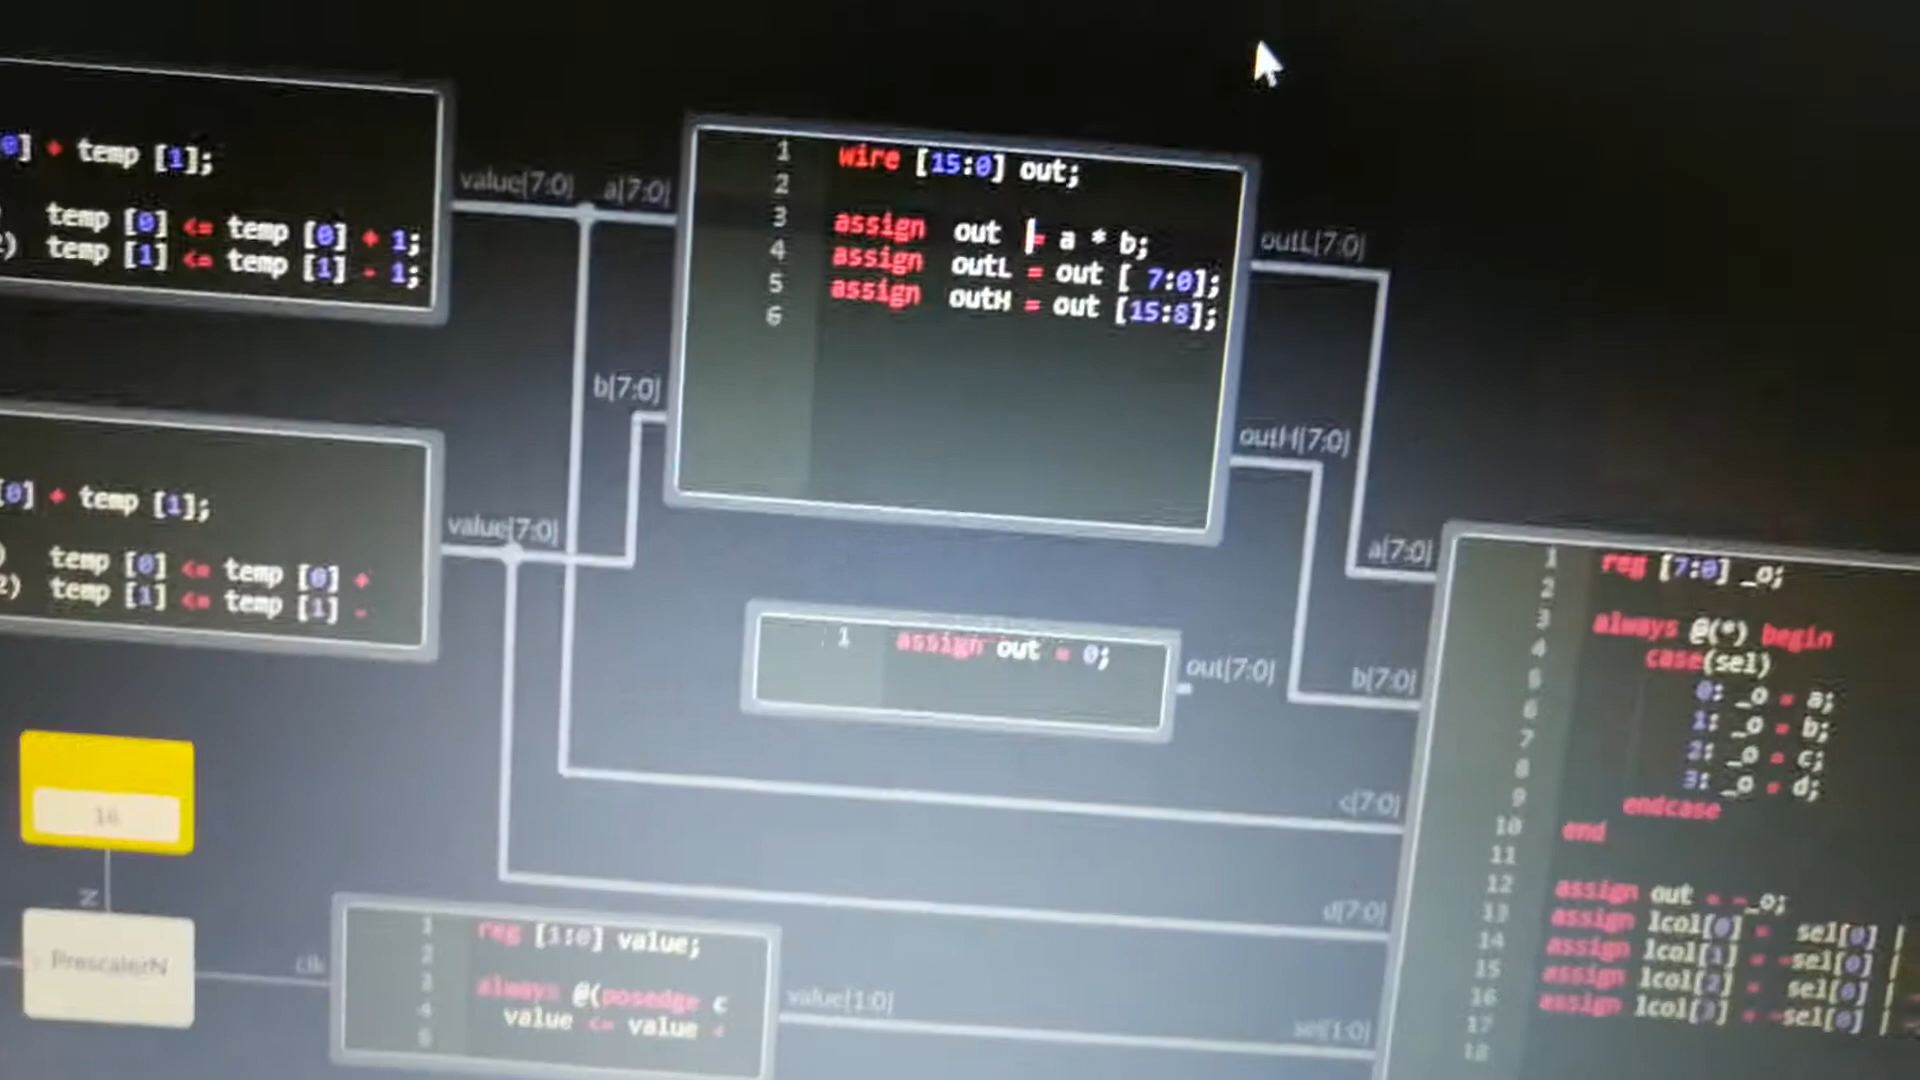 0] + temp [1];
temp [0] <= temp [0] + 1;
2) temp [1] <= temp [1] - 1;
value[7:0]
a[7:0]
b[7:0]
1 wire [15:0] out;
2
3 assign out = a * b;
4 assign outL = out [ 7:0];
5 assign outH = out [15:8];
6
outL[7:0]
outH[7:0]
[0] + temp [1];
) temp [0] <= temp [0] +
2) temp [1] <= temp [1] -
value[7:0]
1 assign out = 0;
out[7:0]
a[7:0]
b[7:0]
c[7:0]
d[7:0]
sel[1:0]
1 reg [7:0] _o;
2
3 always @(*) begin
4 case(sel)
5 0: _o = a;
6 1: _o = b;
7 2: _o = c;
8 3: _o = d;
9 endcase
10 end
11
12 assign out = ~_o;
13 assign lcol[0] = sel[0] |
14 assign lcol[1] = ~sel[0] |
15 assign lcol[2] = sel[0] |
16 assign lcol[3] = ~sel[0] |
17
18
N
PrescalerN
clk
1 reg [1:0] value;
2
3 always @(posedge c
4 value <= value
5
value[1:0]